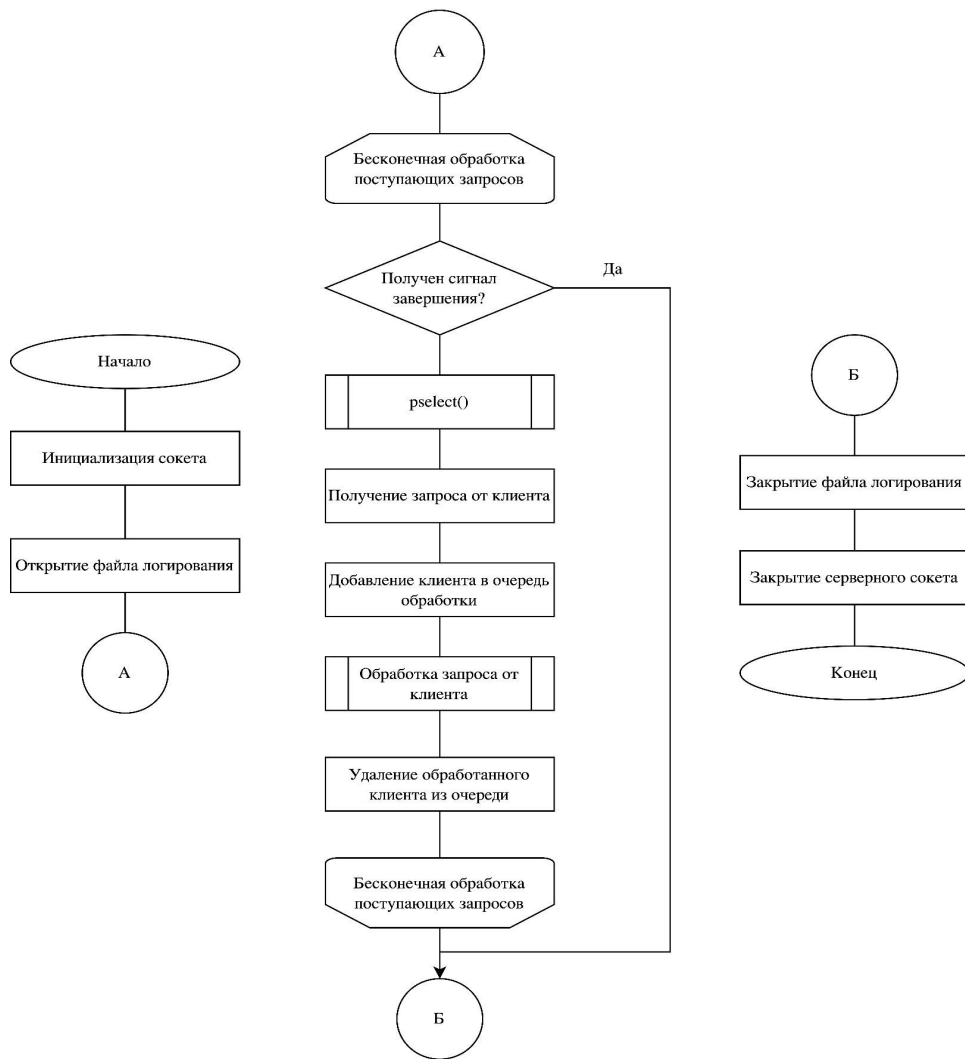 Начало
Инициализация сокета
Открытие файла логирования
А
А
Бесконечная обработка
поступающих запросов
Получен сигнал
завершения?
Да
pselect()
Получение запроса от клиента
Добавление клиента в очередь
обработки
Обработка запроса от
клиента
Удаление обработанного
клиента из очереди
Бесконечная обработка
поступающих запросов
Б
Б
Закрытие файла логирования
Закрытие серверного сокета
Конец